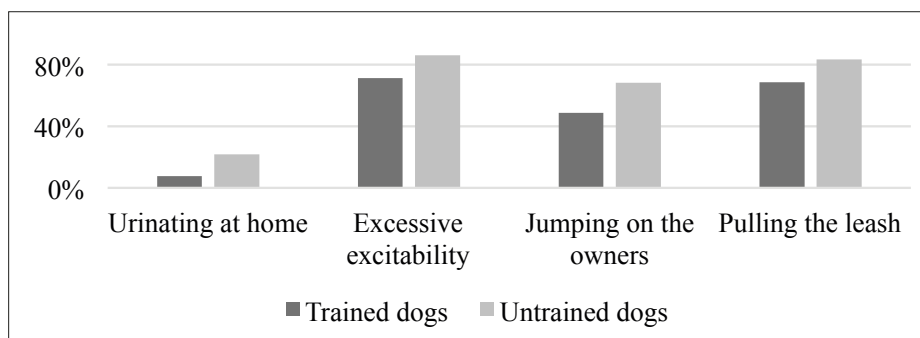 80%
40%
0%
Urinating at home
Excessive
excitability
Jumping on the
owners
Pulling the leash
Trained dogs
Untrained dogs